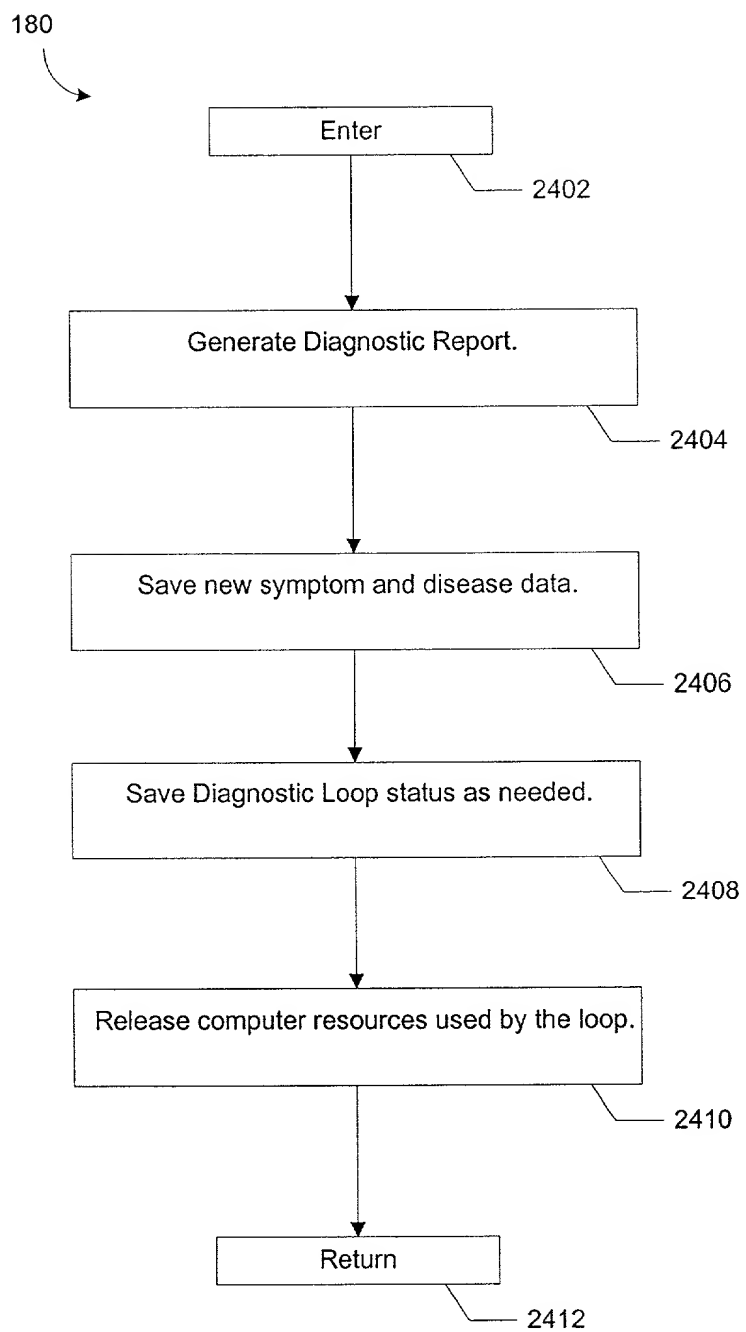 180
Enter
2402
Generate Diagnostic Report.
2404
Save new symptom and disease data.
2406
Save Diagnostic Loop status as needed.
2408
Release computer resources used by the loop.
2410
Return
2412